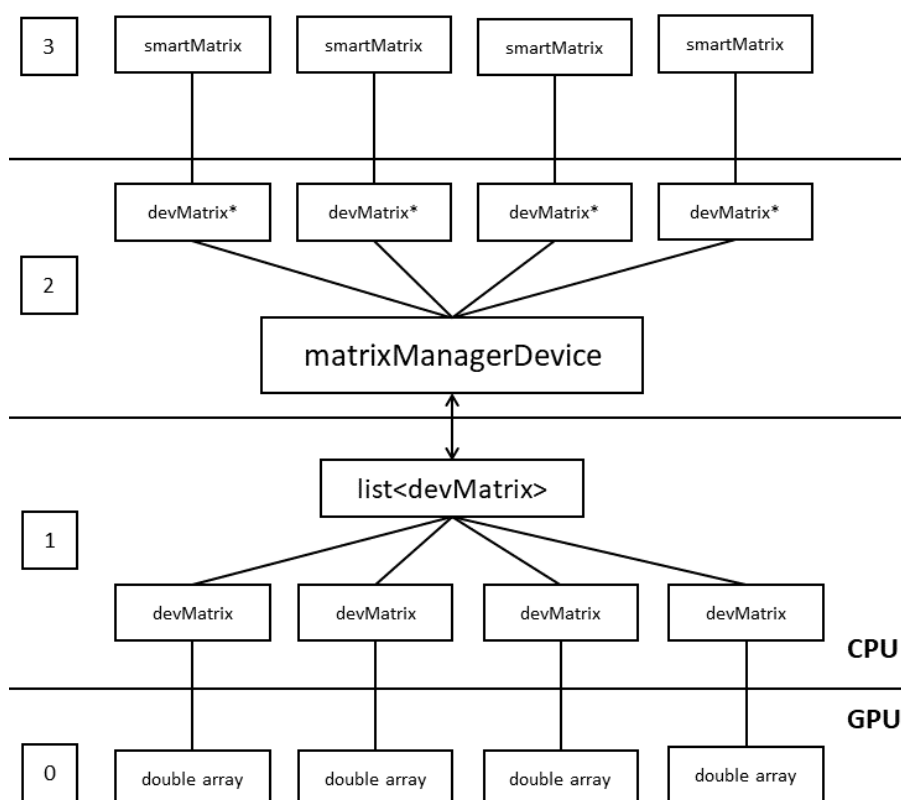 3
smartMatrix
smartMatrix
smartMatrix
smartMatrix
devMatrix*
devMatrix*
devMatrix*
devMatrix*
2
matrixManagerDevice
list<devMatrix>
1
devMatrix
devMatrix
devMatrix
devMatrix
CPU
GPU
0
double array
double array
double array
double array